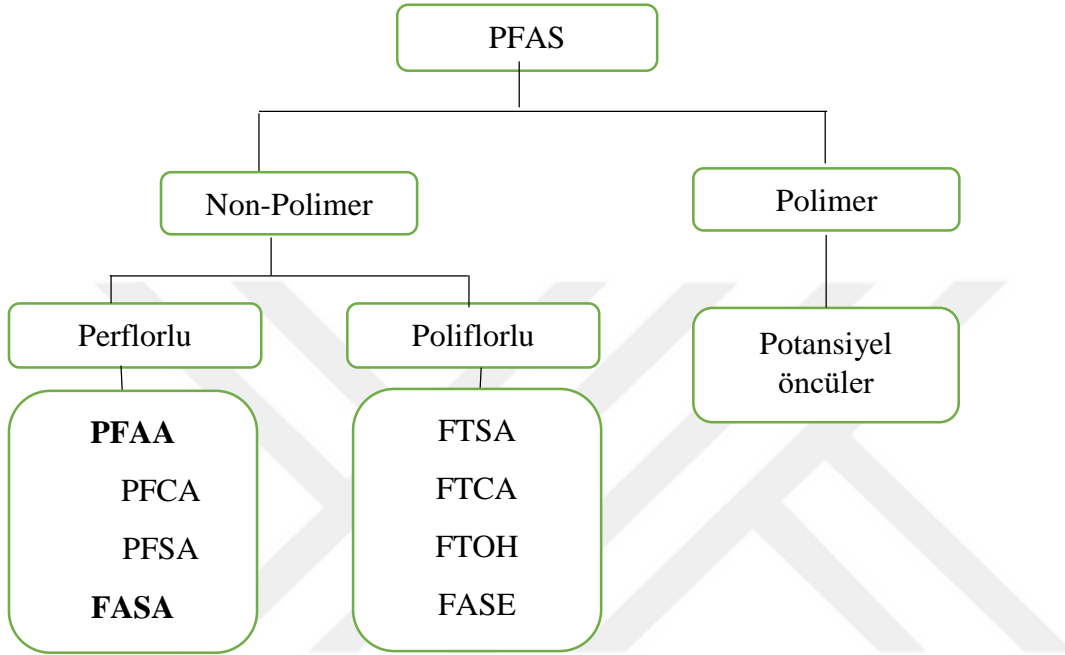 PFAS
Non-Polimer
Polimer
Perflorlu
Poliflorlu
Potansiyel
öncüler
PFAA
PFCA
PFSA
FASA
FTSA
FTCA
FTOH
FASE